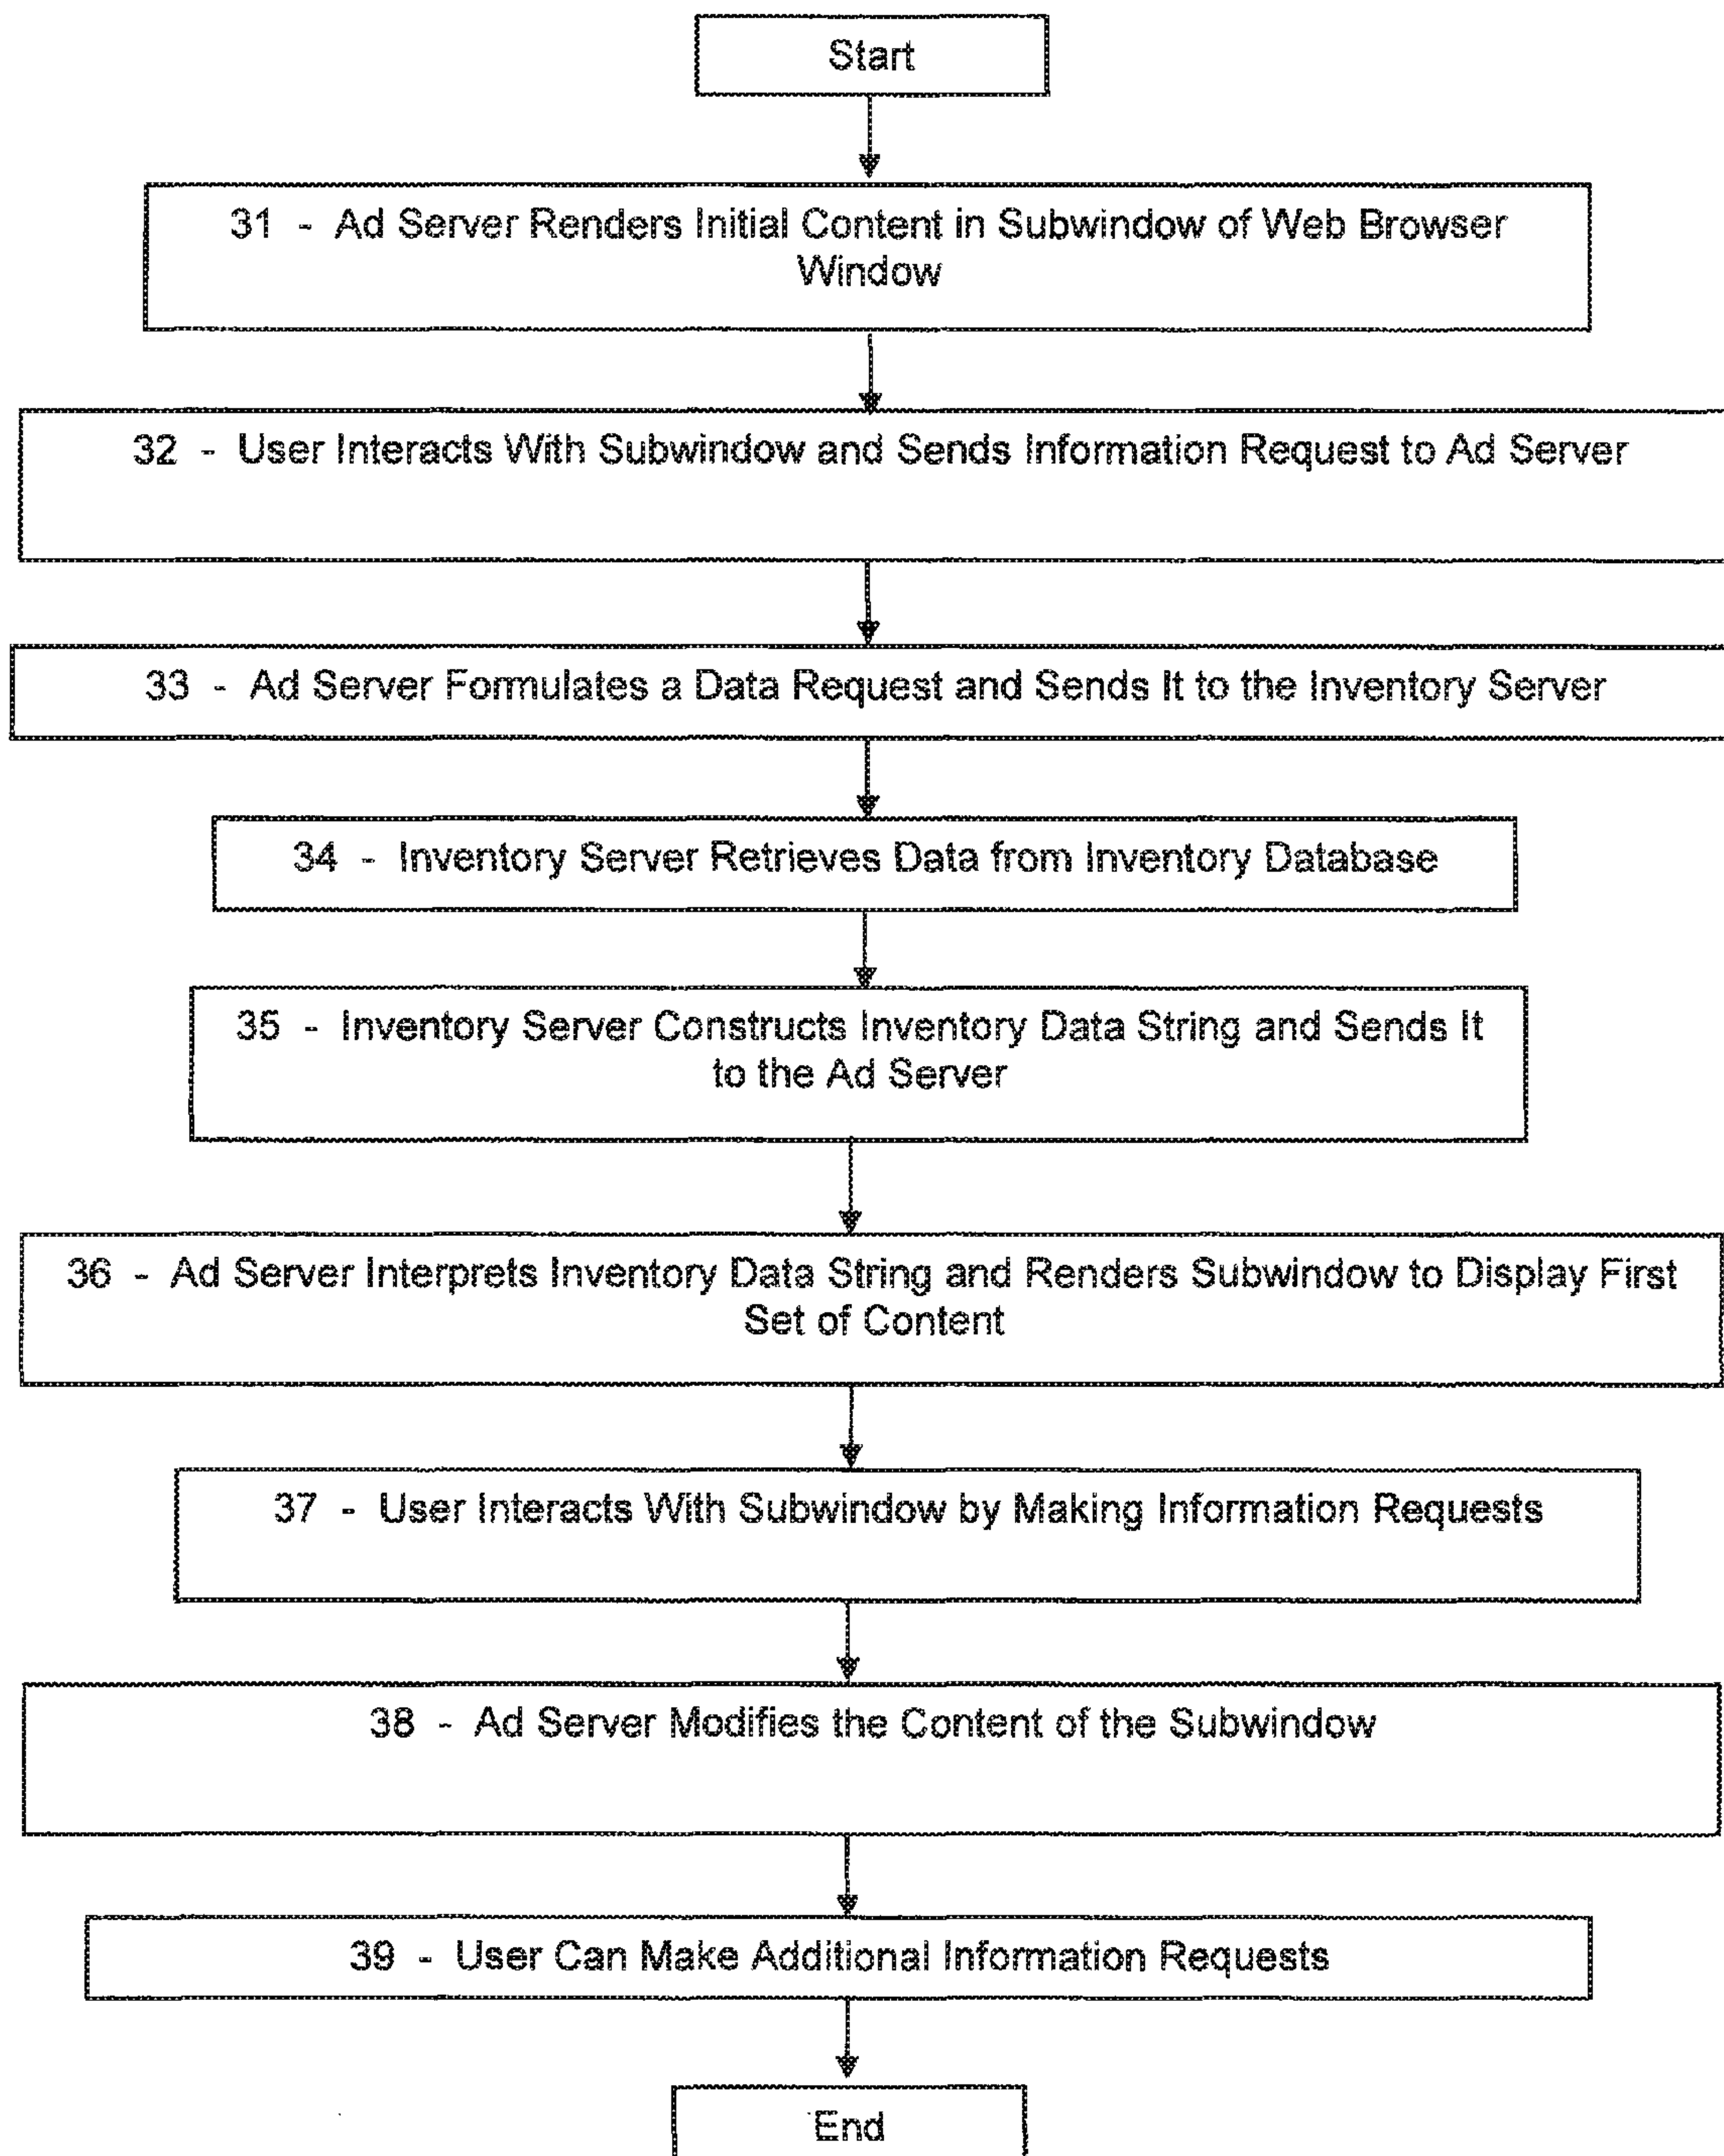 Start
31 - Ad Server Renders Initial Content in Subwindow of Web Browser
Window
32 - User Interacts With Subwindow and Sends Information Request to Ad Server
33 - Ad Server Formulates a Data Request and Sends It to the Inventory Server
34 - Inventory Server Retrieves Data from Inventory Database
35 - Inventory Server Constructs Inventory Data String and Sends It
to the Ad Server
36 - Ad Server Interprets Inventory Data String and Renders Subwindow to Display First
Set of Content
37 - User Interacts With Subwindow by Making Information Requests
38 - Ad Server Modifies the Content of the Subwindow
39 - User Can Make Additional Information Requests
End